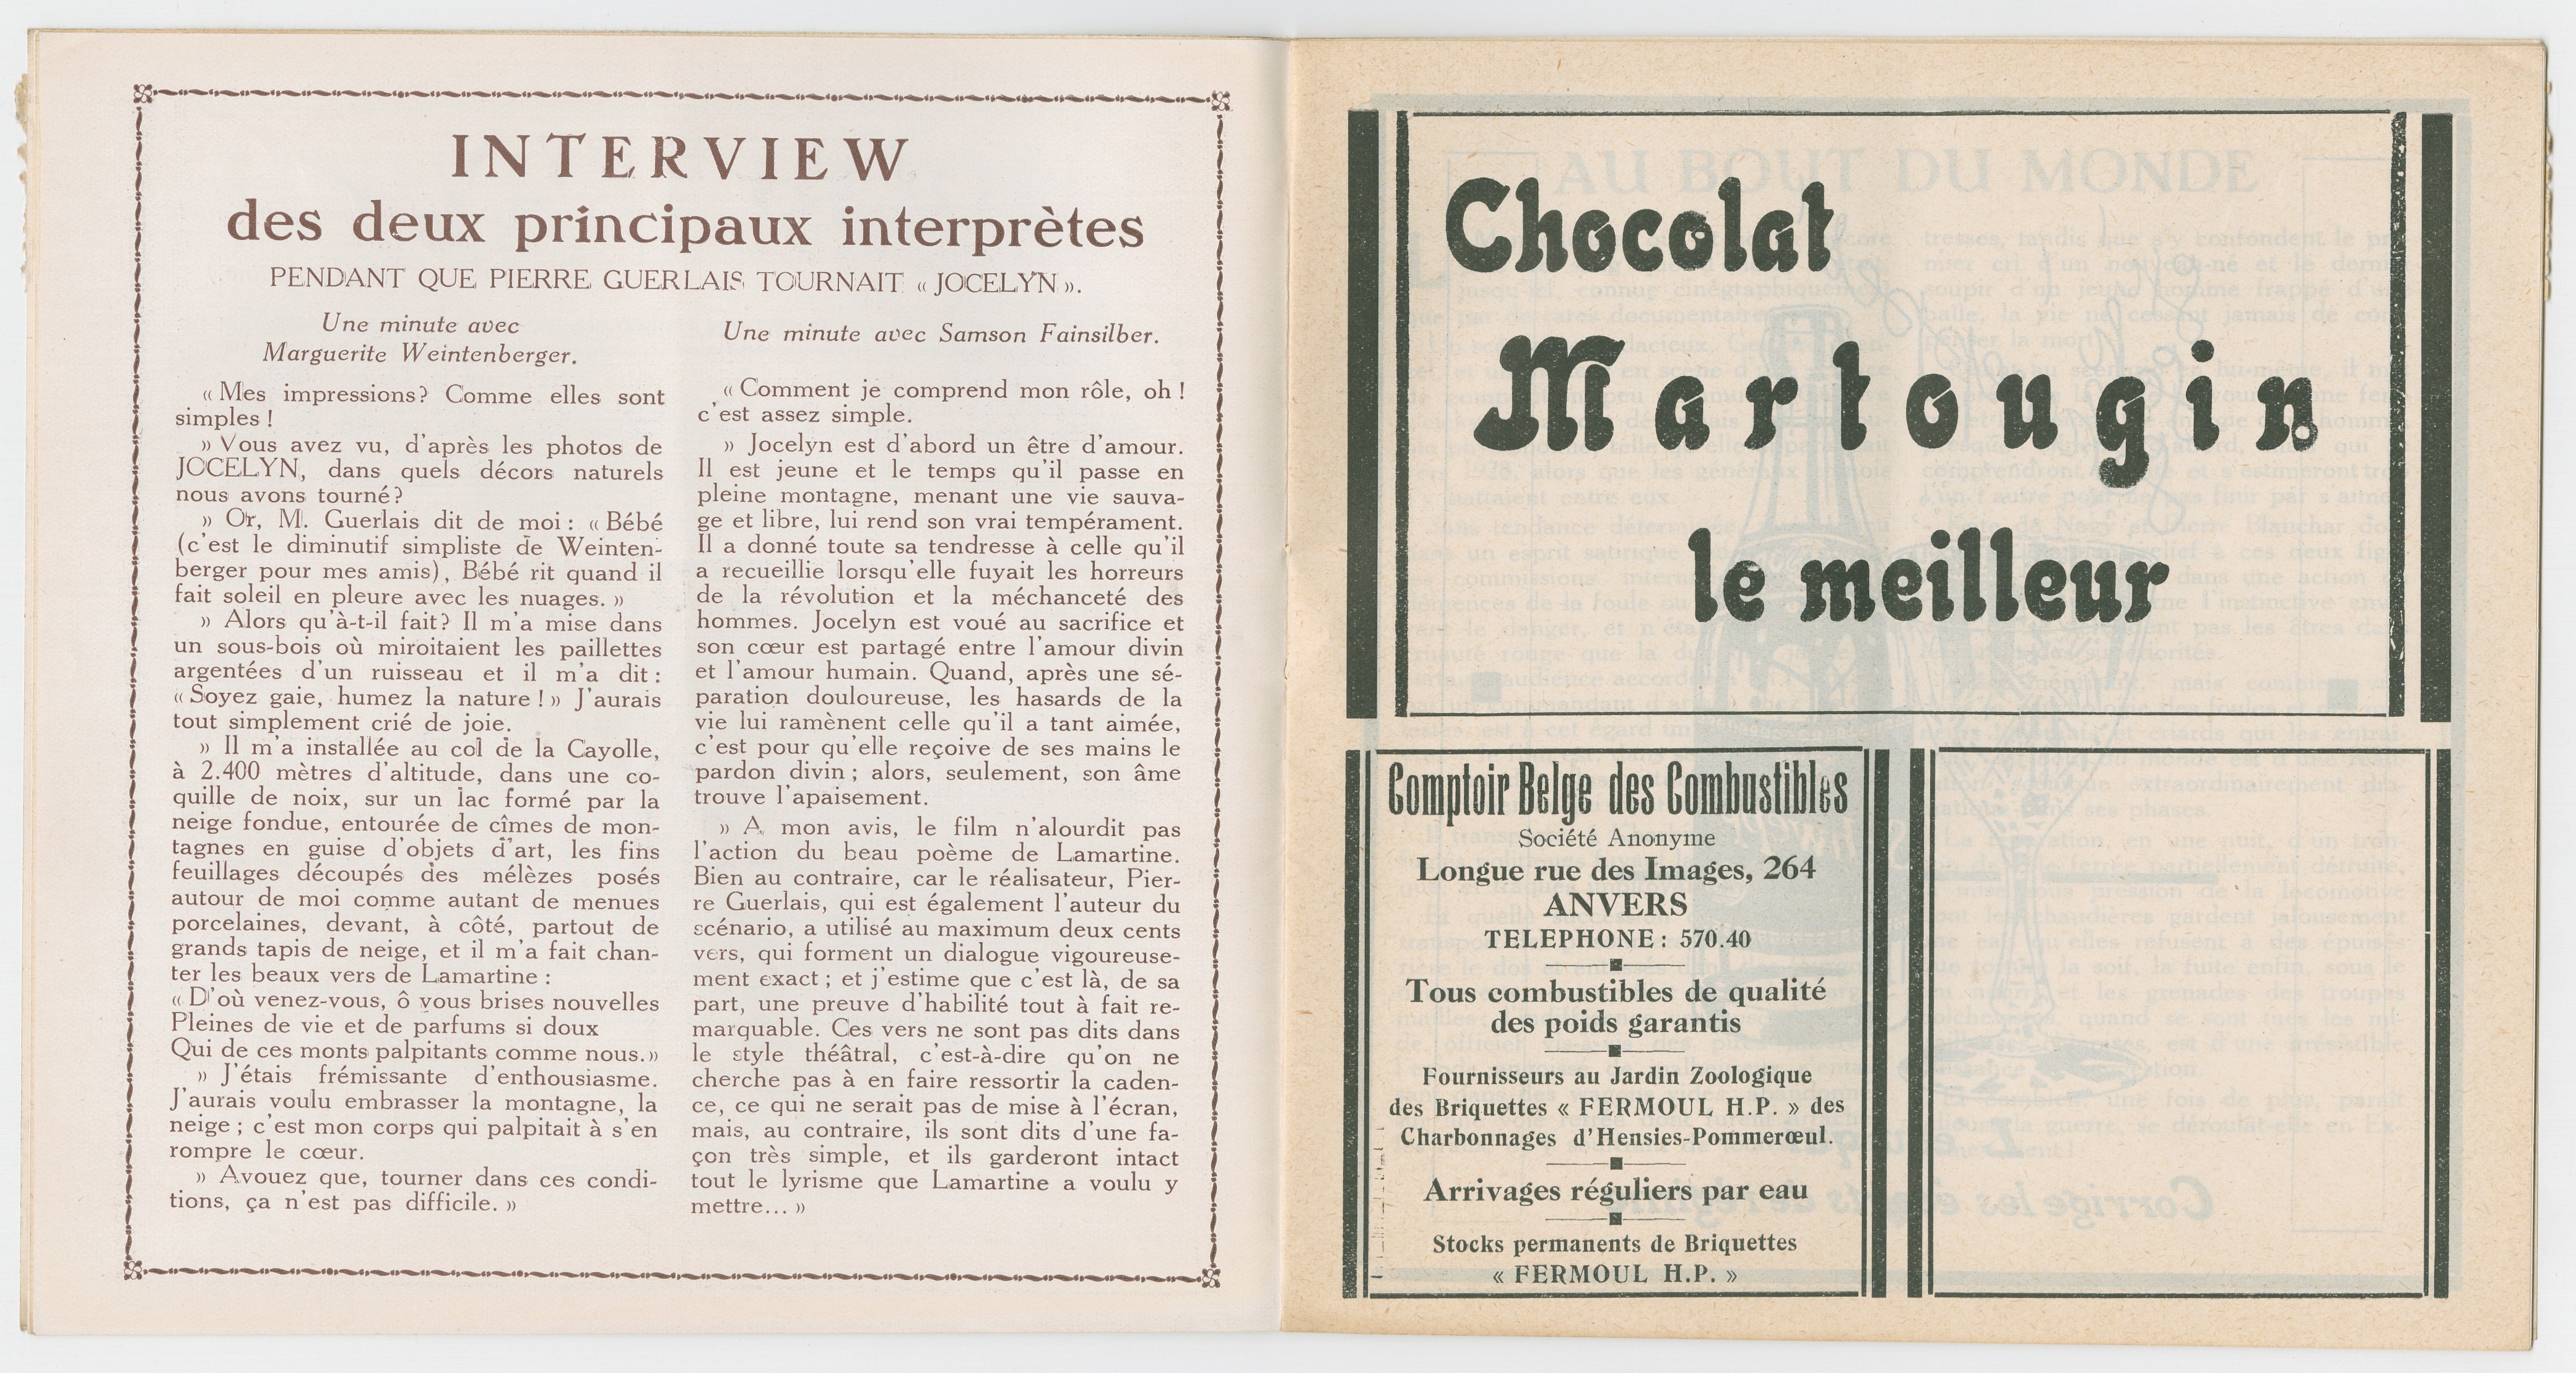 INTERVIEW
des deux principaux interprètes
PENDANT QUE PIERRE GUERLAIS TOURNAIT « JOCELYN ».
Une minute avec
Marguerite Weintenberger.
« Mes impressions? Comme elles sont
simples !
» Vous avez vu, d'après les photos de
JOCELYN, dans quels décors naturels
nous avons tourné?
» Or, M. Guerlais dit de moi : « Bébé
(c'est le diminutif simpliste de Weinten-
berger pour mes amis), Bébé rit quand il
fait soleil en pleure avec les nuages. »
» Alors qu'à-t-il fait? Il m'a mise dans
un sous-bois où miroitaient les paillettes
argentées d'un ruisseau et il m'a dit :
« Soyez gaie, humez la nature ! » J'aurais
tout simplement crié de joie.
» Il m'a installée au col de la Cayolle,
à 2.400 mètres d'altitude, dans une co-
quille de noix, sur un lac formé par la
neige fondue, entourée de cîmes de mon-
tagnes en guise d'objets d'art, les fins
feuillages découpés des mélèzes posés
autour de moi comme autant de menues
porcelaines, devant, à côté, partout de
grands tapis de neige, et il m'a fait chan-
ter les beaux vers de Lamartine :
« D'où venez-vous, ô vous brises nouvelles
Pleines de vie et de parfums si doux
Qui de ces monts palpitants comme nous.»
» J'étais frémissante d'enthousiasme.
J'aurais voulu embrasser la montagne, la
neige ; c'est mon corps qui palpitait à s'en
rompre le cœur.
» Avouez que, tourner dans ces condi-
tions, ça n'est pas difficile. »
Une minute avec Samson Fainsilber.
« Comment je comprend mon rôle, oh !
c'est assez simple.
» Jocelyn est d'abord un être d'amour.
Il est jeune et le temps qu'il passe en
pleine montagne, menant une vie sauva-
ge et libre, lui rend son vrai tempérament.
Il a donné toute sa tendresse à celle qu'il
a recueillie lorsqu'elle fuyait les horreurs
de la révolution et la méchanceté des
hommes. Jocelyn est voué au sacrifice et
son cœur est partagé entre l'amour divin
et l'amour humain. Quand, après une sé-
paration douloureuse, les hasards de la
vie lui ramènent celle qu'il a tant aimée,
c'est pour qu'elle reçoive de ses mains le
pardon divin ; alors, seulement, son âme
trouve l'apaisement.
» A mon avis, le film n'alourdit pas
l'action du beau poème de Lamartine.
Bien au contraire, car le réalisateur, Pier-
re Guerlais, qui est également l'auteur du
scénario, a utilisé au maximum deux cents
vers, qui forment un dialogue vigoureuse-
ment exact ; et j'estime que c'est là, de sa
part, une preuve d'habilité tout à fait re-
marquable. Ces vers ne sont pas dits dans
le style théâtral, c'est-à-dire qu'on ne
cherche pas à en faire ressortir la caden-
ce, ce qui ne serait pas de mise à l'écran,
mais, au contraire, ils sont dits d'une fa-
çon très simple, et ils garderont intact
tout le lyrisme que Lamartine a voulu y
mettre... »
Chocolat
Martougin
le meilleur
Comptoir Belge des Combustibles
Société Anonyme
Longue rue des Images, 264
ANVERS
TELEPHONE : 570.40
Tous combustibles de qualité
des poids garantis
Fournisseurs au Jardin Zoologique
des Briquettes « FERMOUL H.P. » des
Charbonnages d'Hensies-Pommerœul.
Arrivages réguliers par eau
Stocks permanents de Briquettes
« FERMOUL H.P. »